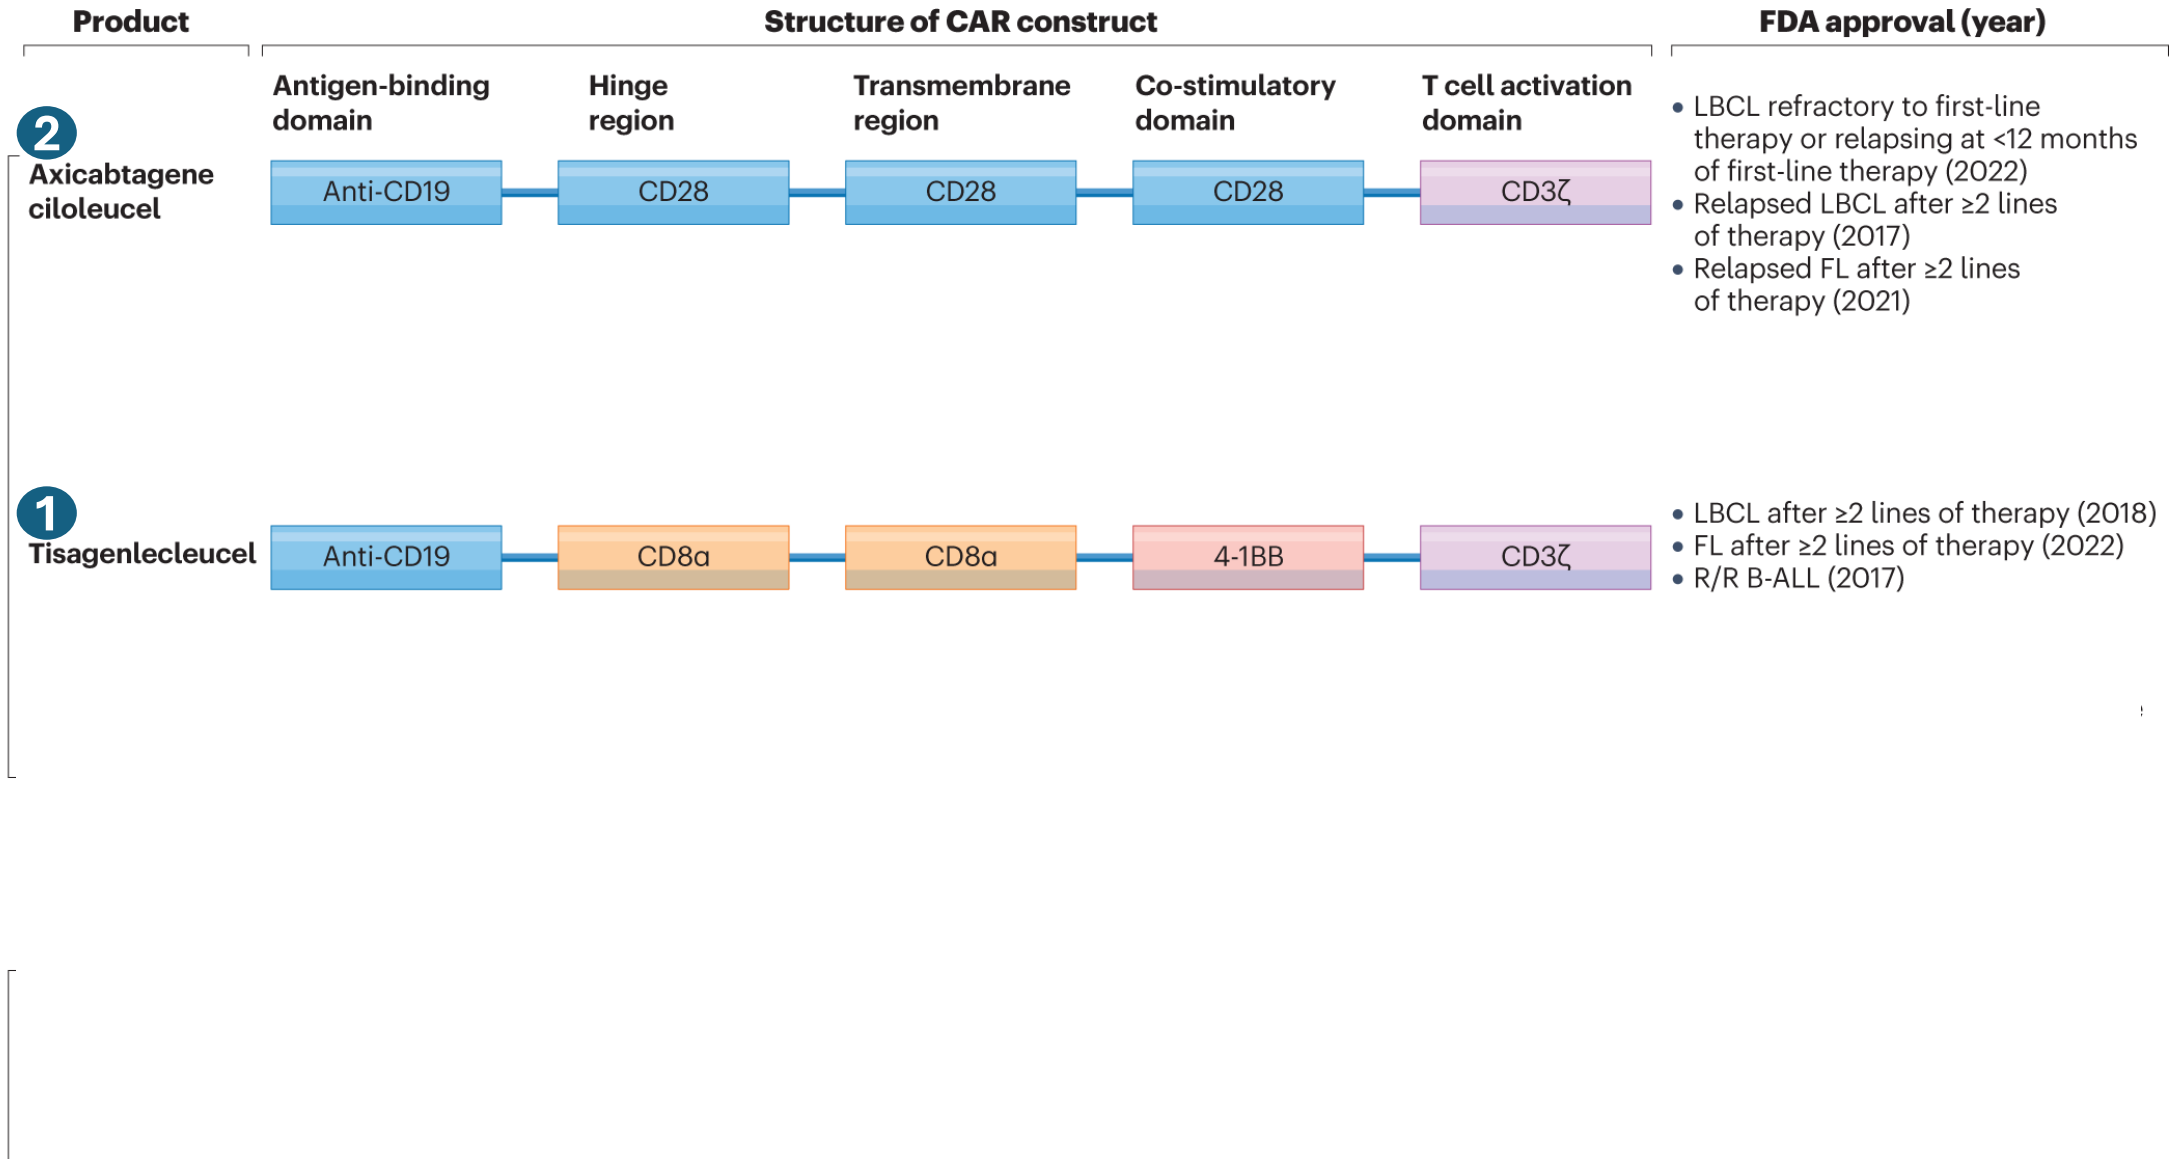 Product
Structure of CAR construct
FDA approval (year)
Antigen-binding
domain
Hinge
region
Transmembrane
region
Co-stimulatory
domain
T cell activation
domain
2
Axicabtagene
ciloleucel
Anti-CD19
CD28
CD28
CD28
CD3ζ
• LBCL refractory to first-line
therapy or relapsing at <12 months
of first-line therapy (2022)
• Relapsed LBCL after ≥2 lines
of therapy (2017)
• Relapsed FL after ≥2 lines
of therapy (2021)
1
Tisagenlecleucel
Anti-CD19
CD8α
CD8α
4-1BB
CD3ζ
• LBCL after ≥2 lines of therapy (2018)
• FL after ≥2 lines of therapy (2022)
• R/R B-ALL (2017)